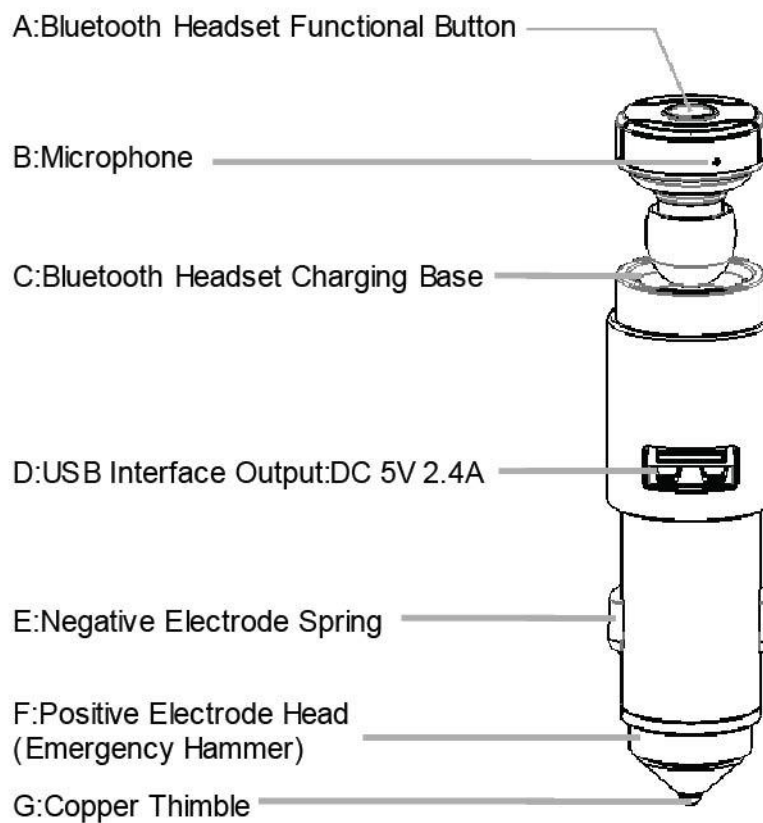 A:Bluetooth Headset Functional Button
B:Microphone
C:Bluetooth Headset Charging Base
D:USB Interface Output:DC 5V 2.4A
E:Negative Electrode Spring
F:Positive Electrode Head
(Emergency Hammer)
G:Copper Thimble